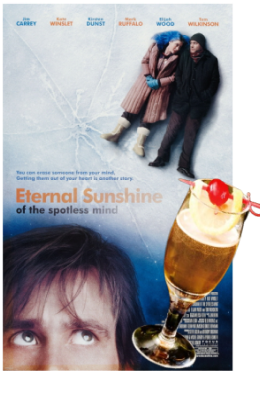 Jim CARREY Kate WINSLET Kirsten DUNST Mark RUFFALO Elijah WOOD Tom WILKINSON
You can erase someone from your mind.
Getting them out of your heart is another story.
Eternal Sunshine
of the spotless mind